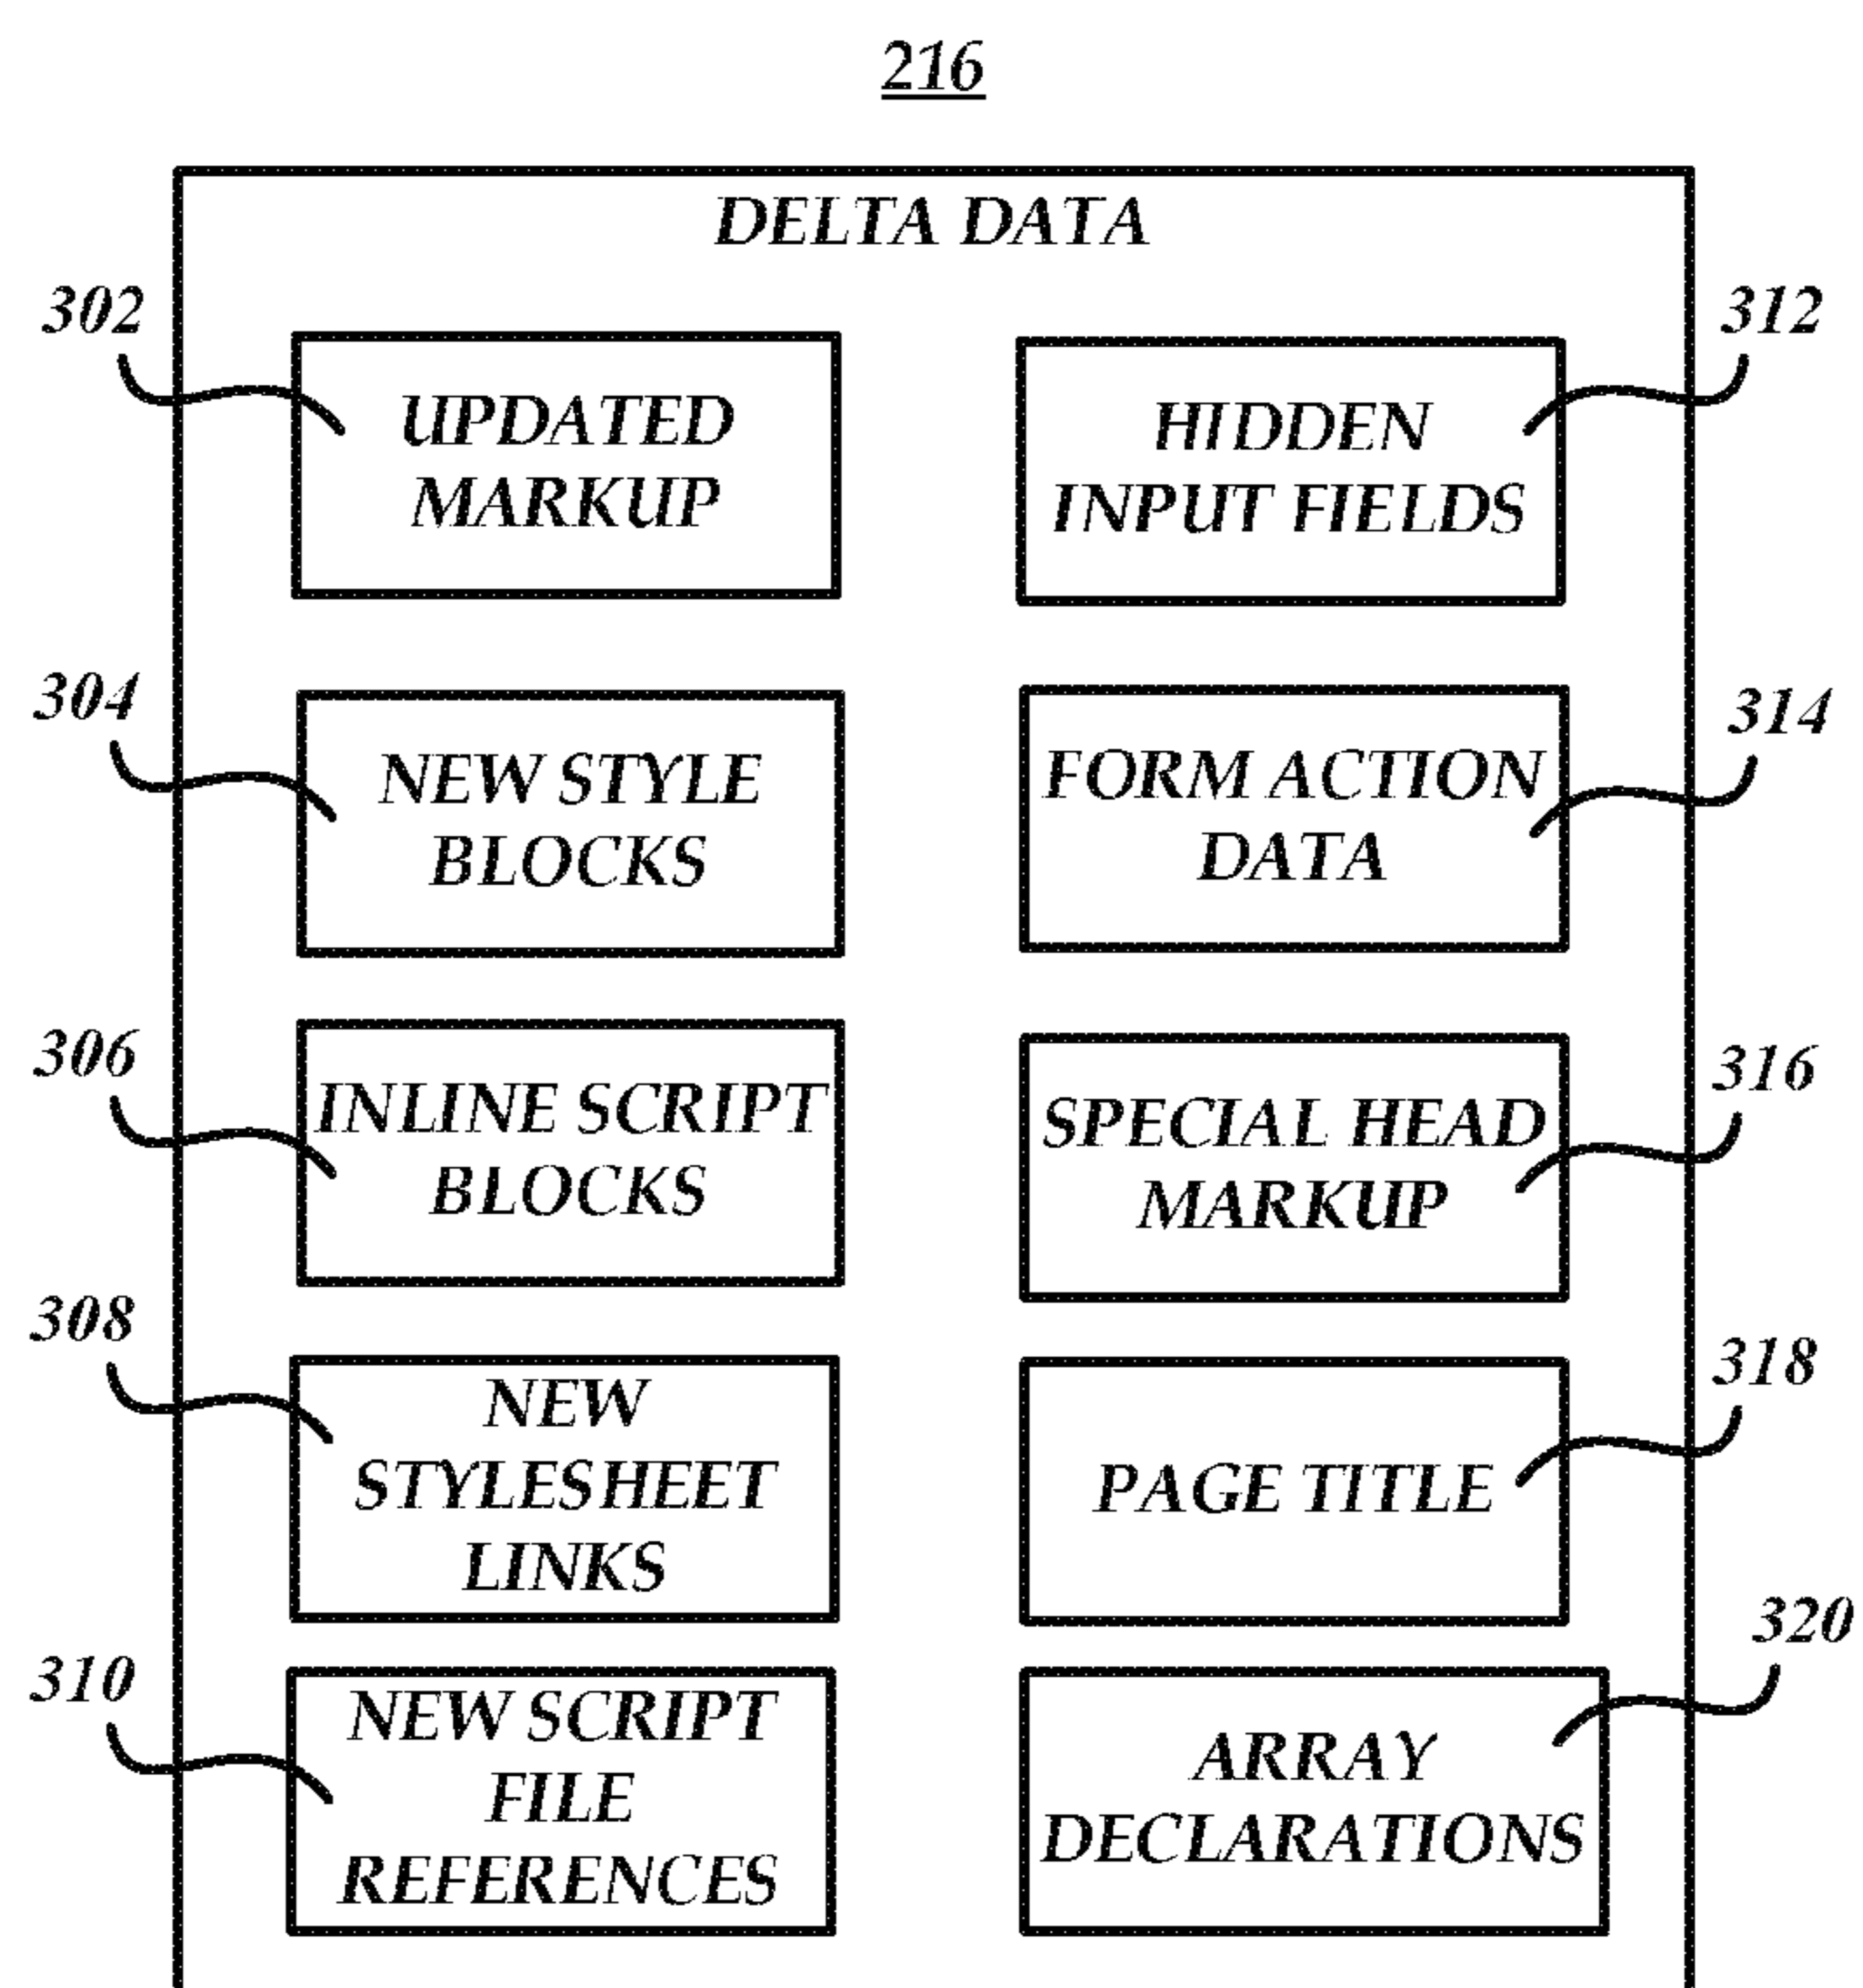 216
DELTA DATA
302
UPDATED
MARKUP
304
NEW STYLE
BLOCKS
306
INLINE SCRIPT
BLOCKS
308
NEW
STYLESHEET
LINKS
310
NEW SCRIPT
FILE
REFERENCES
312
HIDDEN
INPUT FIELDS
314
FORM ACTION
DATA
316
SPECIAL HEAD
MARKUP
318
PAGE TITLE
320
ARRAY
DECLARATIONS